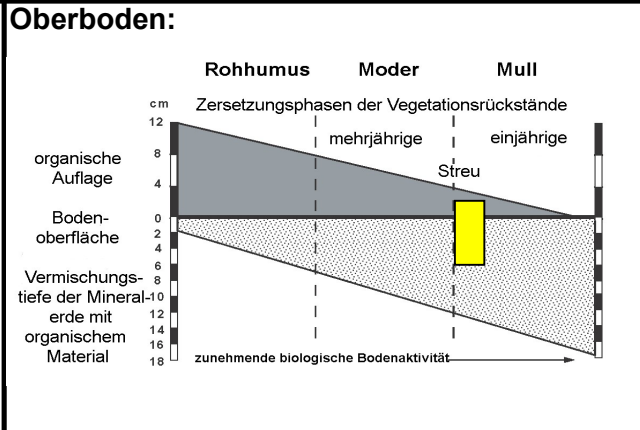 Oberboden:
Rohhumus Moder Mull
cm Zersetzungsphasen der Vegetationsrückstände
mehrjährige einjährige
Streu
12
8
4
0
2
4
6
8
10
12
14
16
18
organische
Auflage
Boden-
oberfläche
Vermischungs-
tiefe der Mineral-
erde mit
organischem
Material
zunehmende biologische Bodenaktivität